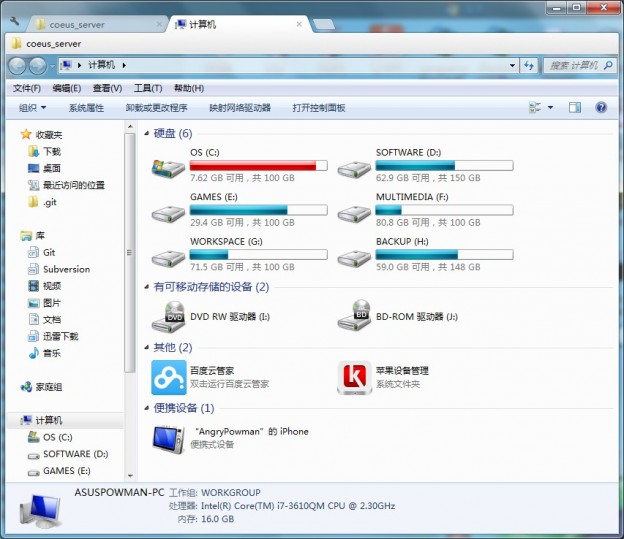 coeus_server
计算机
coeus_server
计算机
搜索 计算机
文件(F) 编辑(E) 查看(V) 工具(T) 帮助(H)
组织 系统属性 卸载或更改程序 映射网络驱动器 打开控制面板
收藏夹
下载
桌面
最近访问的位置
.git
库
Git
Subversion
视频
图片
文档
迅雷下载
音乐
家庭组
计算机
OS (C:)
SOFTWARE (D:)
GAMES (E:)
硬盘 (6)
OS (C:)
7.62 GB 可用，共 100 GB
SOFTWARE (D:)
62.9 GB 可用，共 150 GB
GAMES (E:)
29.4 GB 可用，共 100 GB
MULTIMEDIA (F:)
80.8 GB 可用，共 100 GB
WORKSPACE (G:)
71.5 GB 可用，共 100 GB
BACKUP (H:)
59.0 GB 可用，共 148 GB
有可移动存储的设备 (2)
DVD
DVD RW 驱动器 (I:)
BD
BD-ROM 驱动器 (J:)
其他 (2)
百度云管家
双击运行百度云管家
苹果设备管理
系统文件夹
便携设备 (1)
“AngryPowman”的 iPhone
便携式设备
ASUSPOWMAN-PC 工作组: WORKGROUP
处理器: Intel(R) Core(TM) i7-3610QM CPU @ 2.30GHz
内存: 16.0 GB